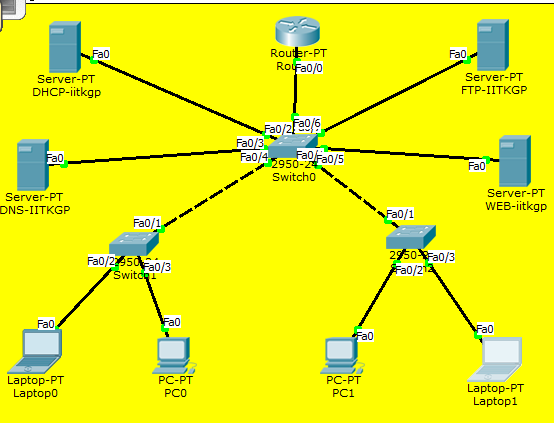 Fa0
Server-PT
DHCP-iitkgp
Router-PT
Fa0/0
Fa0
Server-PT
FTP-IITKGP
Fa0/6
Fa0/2
Fa0/3
Fa0/4
Fa0/5
2950-24
Switch0
Fa0
Server-PT
DNS-IITKGP
Fa0
Server-PT
WEB-iitkgp
Fa0/1
Fa0/2
Fa0/3
Switch1
Fa0/1
Fa0/3
Fa0/2
Fa0
Laptop-PT
Laptop0
Fa0
PC-PT
PC0
Fa0
PC-PT
PC1
Fa0
Laptop-PT
Laptop1